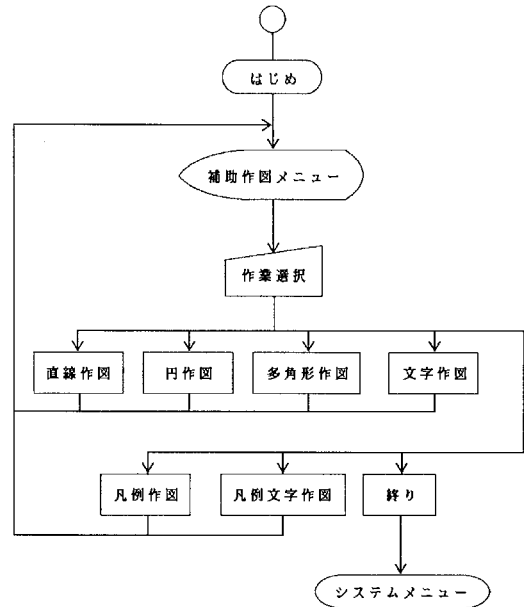 はじめ
補助作図メニュー
作業選択
直線作図
円作図
多角形作図
文字作図
凡例作図
凡例文字作図
終り
システムメニュー